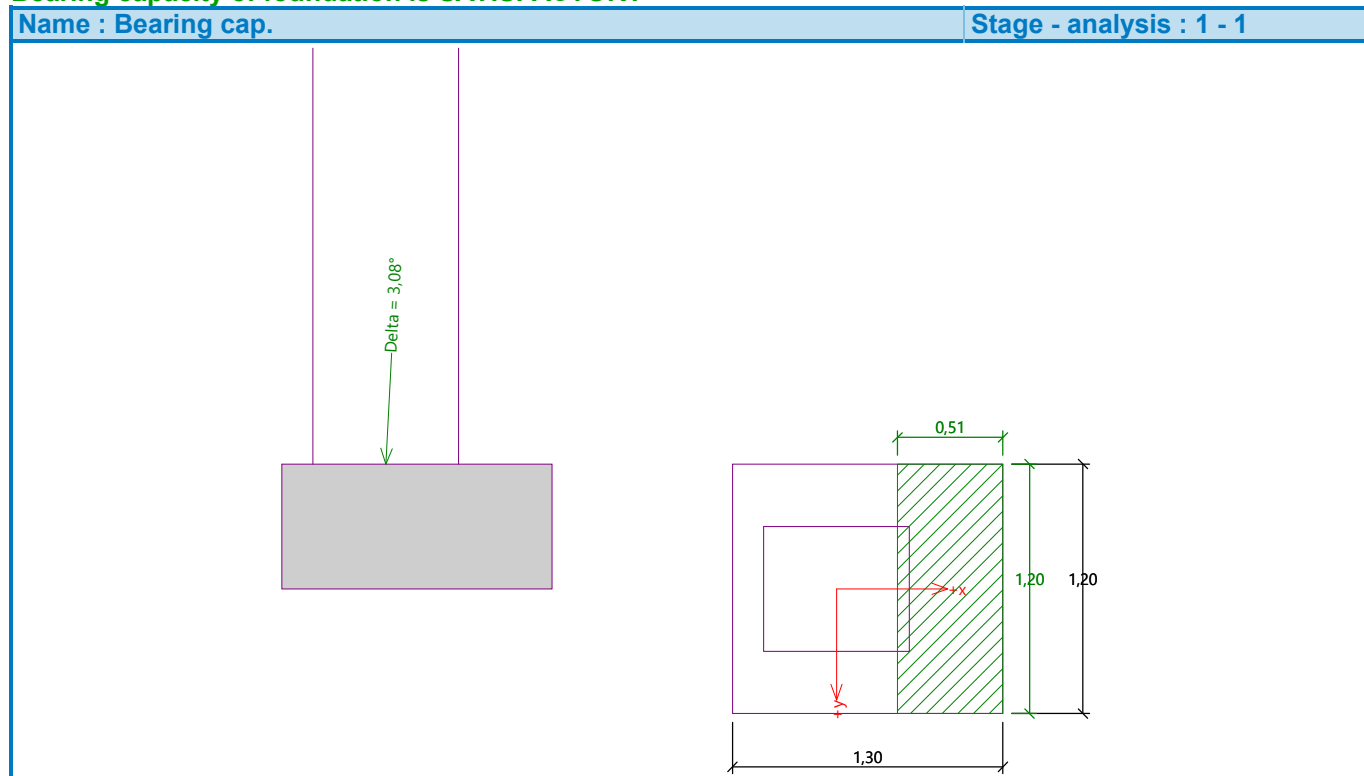 Name : Bearing cap.
Stage - analysis : 1 - 1
Delta = 3,08°
0,51
1,20
1,20
+x
+y
1,30